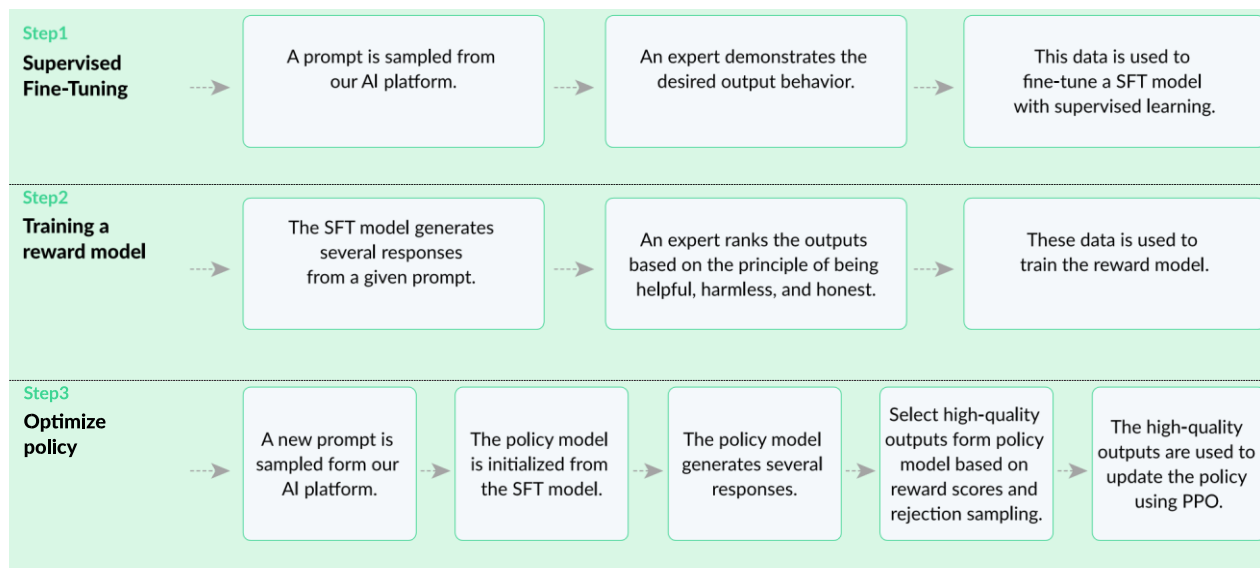 Step1
Supervised
Fine-Tuning
A prompt is sampled from
our AI platform.
An expert demonstrates the
desired output behavior.
This data is used to
fine-tune a SFT model
with supervised learning.
Step2
Training a
reward model
The SFT model generates
several responses
from a given prompt.
An expert ranks the outputs
based on the principle of being
helpful, harmless, and honest.
These data is used to
train the reward model.
Step3
Optimize
policy
A new prompt is
sampled form our
AI platform.
The policy model
is initialized from
the SFT model.
The policy model
generates several
responses.
Select high-quality
outputs form policy
model based on
reward scores and
rejection sampling.
The high-quality
outputs are used to
update the policy
using PPO.